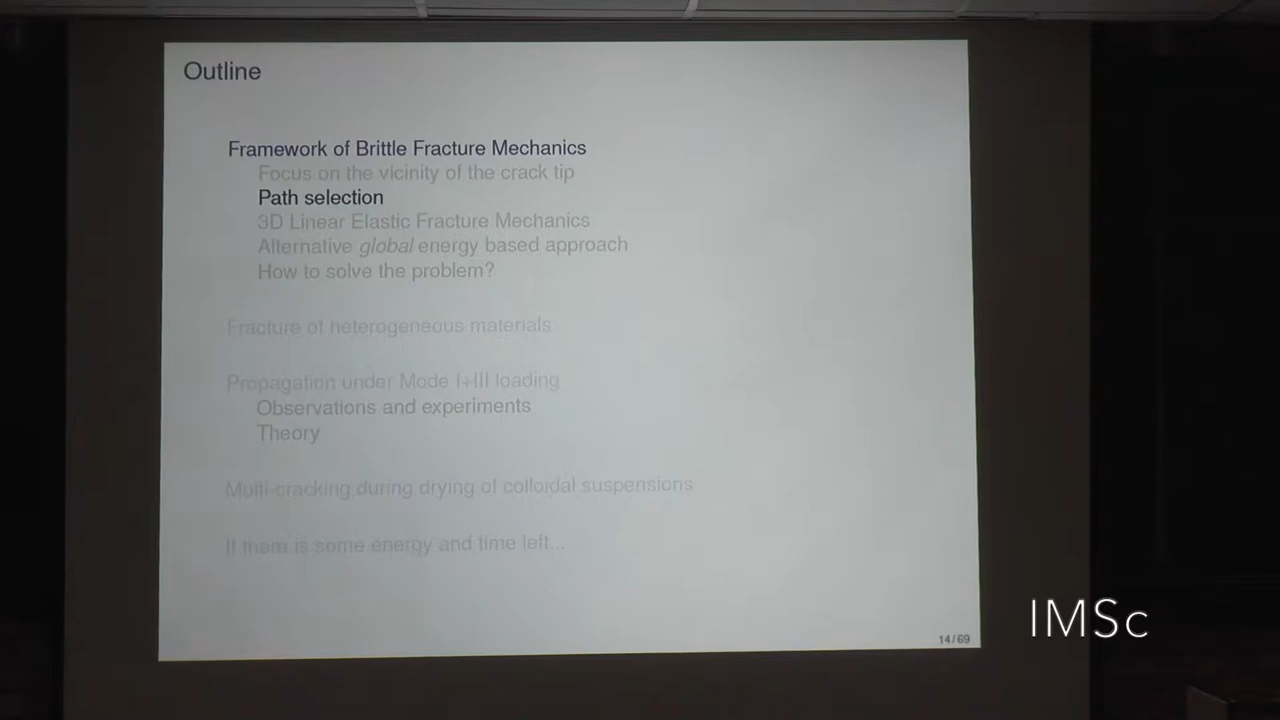 Outline
Framework of Brittle Fracture Mechanics
Focus on the vicinity of the crack tip
Path selection
3D Linear Elastic Fracture Mechanics
Alternative global energy based approach
How to solve the problem?
Fracture of heterogeneous materials
Propagation under Mode I+III loading
Observations and experiments
Theory
Multi-cracking during drying of colloidal suspensions
If there is some energy and time left...
14/69
IMSc